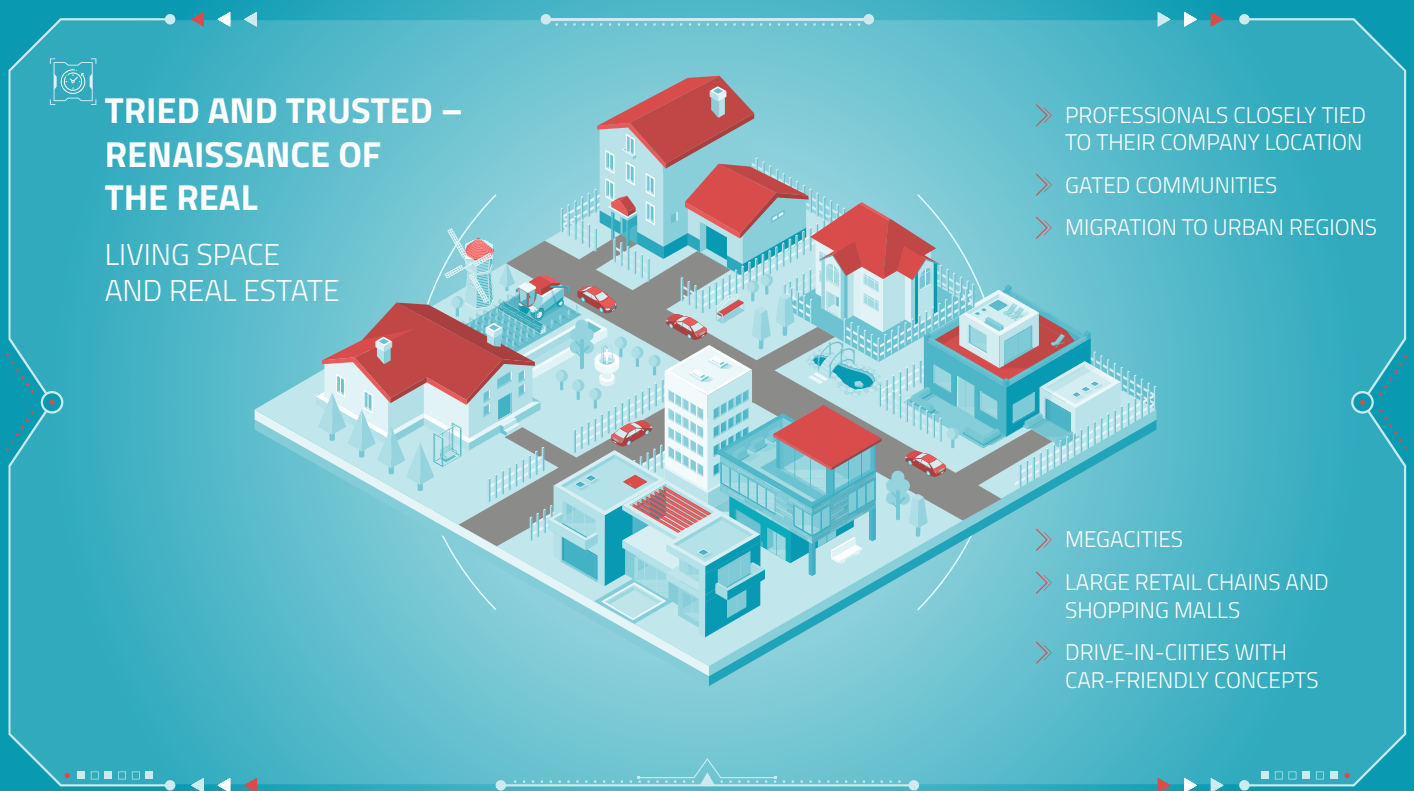 TRIED AND TRUSTED –
RENAISSANCE OF
THE REAL
LIVING SPACE
AND REAL ESTATE
PROFESSIONALS CLOSELY TIED
TO THEIR COMPANY LOCATION
GATED COMMUNITIES
MIGRATION TO URBAN REGIONS
MEGACITIES
LARGE RETAIL CHAINS AND
SHOPPING MALLS
DRIVE-IN-CIITIES WITH
CAR-FRIENDLY CONCEPTS